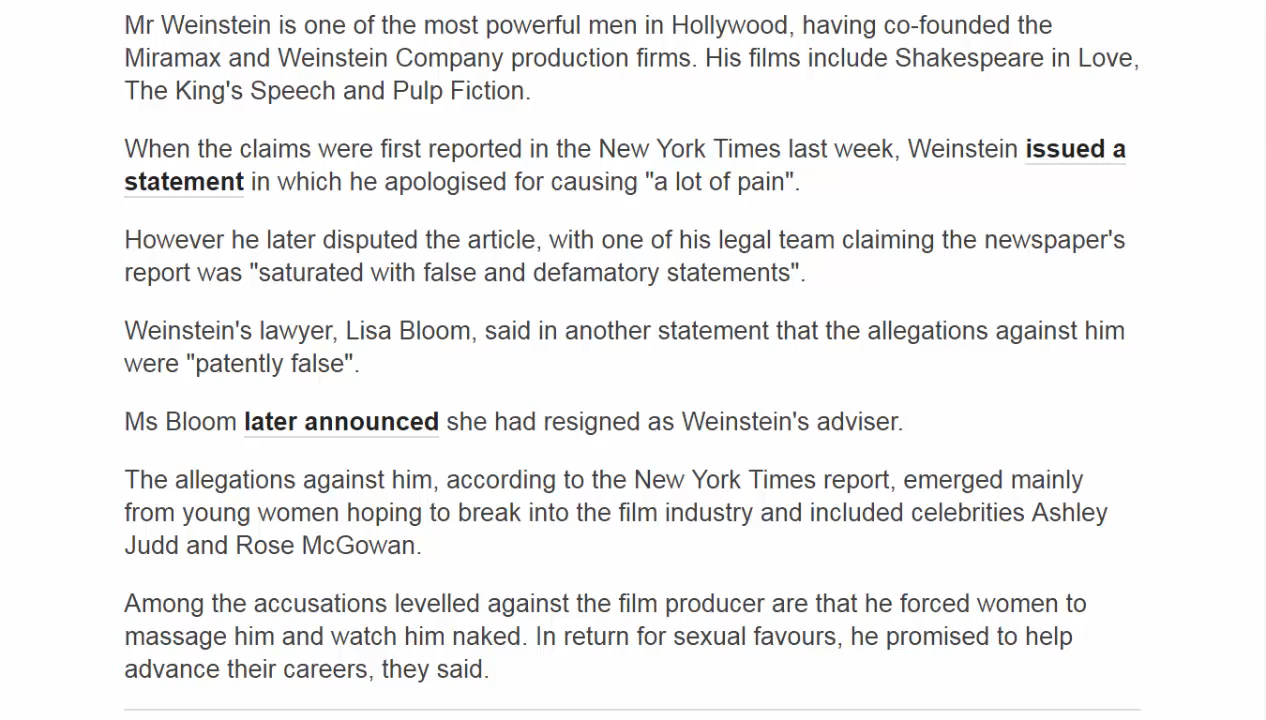 Mr Weinstein is one of the most powerful men in Hollywood, having co-founded the
Miramax and Weinstein Company production firms. His films include Shakespeare in Love,
The King's Speech and Pulp Fiction.
When the claims were first reported in the New York Times last week, Weinstein issued a
statement in which he apologised for causing "a lot of pain".
However he later disputed the article, with one of his legal team claiming the newspaper's
report was "saturated with false and defamatory statements".
Weinstein's lawyer, Lisa Bloom, said in another statement that the allegations against him
were "patently false".
Ms Bloom later announced she had resigned as Weinstein's adviser.
The allegations against him, according to the New York Times report, emerged mainly
from young women hoping to break into the film industry and included celebrities Ashley
Judd and Rose McGowan.
Among the accusations levelled against the film producer are that he forced women to
massage him and watch him naked. In return for sexual favours, he promised to help
advance their careers, they said.